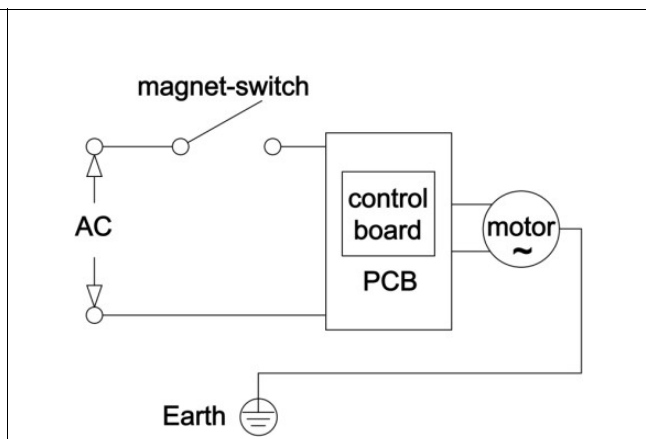 magnet-switch
AC
control
board
PCB
motor
~
Earth